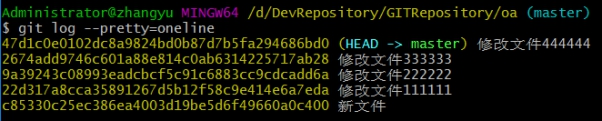 Administrator@zhangyu MINGW64 /d/DevRepository/GITRepository/oa (master)
$ git log --pretty=oneline
47d1c0e0102dc8a9824bd0b87d7b5fa294686bd0 (HEAD -> master) 修改文件444444
2674add9746c601a88e814c0ab6314225717ab28 修改文件333333
9a39243c08993eadcbcf5c91c6883cc9cdcadd6a 修改文件222222
22d317a8cca35891267d5b12f58c9e414e6a7eda 修改文件111111
c85330c25ec386ea4003d19be5d6f49660a0c400 新文件